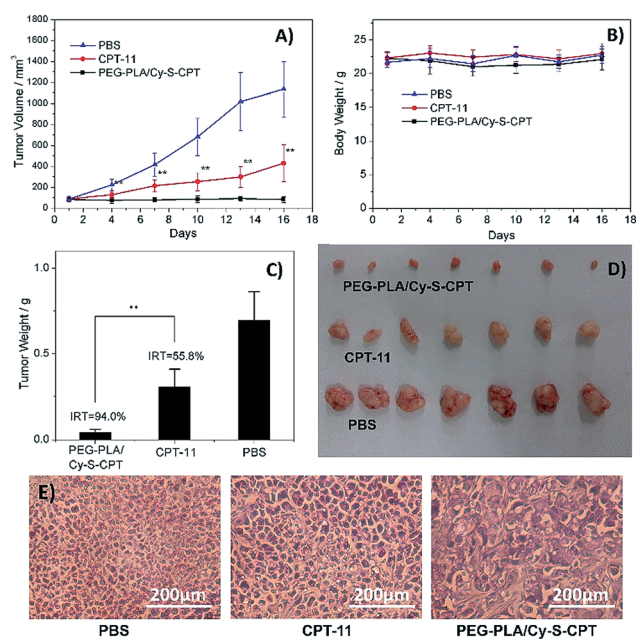 A)
PBS
CPT-11
PEG-PLA/Cy-S-CPT
Tumor Volume / mm³
1800
1600
1400
1200
1000
800
600
400
200
0
** ** ** ** **
0 2 4 6 8 10 12 14 16 18
Days
B)
PBS
CPT-11
PEG-PLA/Cy-S-CPT
Body Weight / g
30
25
20
15
10
5
0
0 2 4 6 8 10 12 14 16 18
Days
C)
Tumor Weight / g
1.0
0.5
0.0
**
IRT=55.8%
IRT=94.0%
PEG-PLA/
Cy-S-CPT
CPT-11
PBS
D)
PEG-PLA/Cy-S-CPT
CPT-11
PBS
E)
200μm
200μm
200μm
PBS
CPT-11
PEG-PLA/Cy-S-CPT